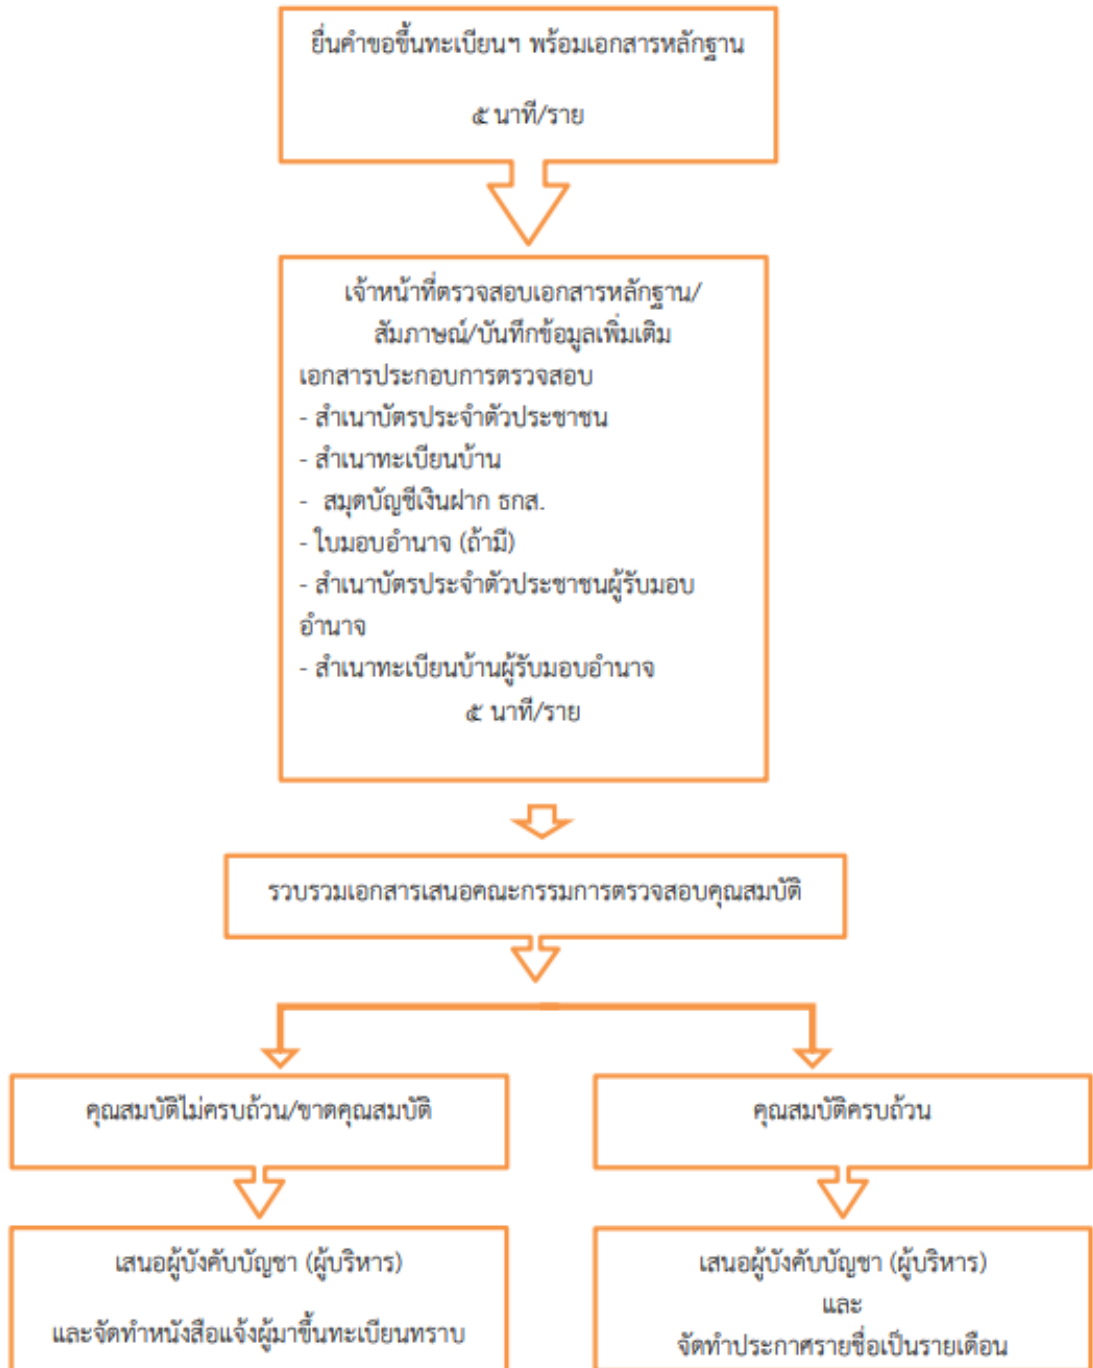 ยื่นคำขอขึ้นทะเบียนฯ พร้อมเอกสารหลักฐาน
๕ นาที/ราย
เจ้าหน้าที่ตรวจสอบเอกสารหลักฐาน/
สัมภาษณ์/บันทึกข้อมูลเพิ่มเติม
เอกสารประกอบการตรวจสอบ
- สำเนาบัตรประจำตัวประชาชน
- สำเนาทะเบียนบ้าน
- สมุดบัญชีเงินฝาก ธกส.
- ใบมอบอำนาจ (ถ้ามี)
- สำเนาบัตรประจำตัวประชาชนผู้รับมอบ
อำนาจ
- สำเนาทะเบียนบ้านผู้รับมอบอำนาจ
๕ นาที/ราย
รวบรวมเอกสารเสนอคณะกรรมการตรวจสอบคุณสมบัติ
คุณสมบัติไม่ครบถ้วน/ขาดคุณสมบัติ
คุณสมบัติครบถ้วน
เสนอผู้บังคับบัญชา (ผู้บริหาร)
และจัดทำหนังสือแจ้งผู้มาขึ้นทะเบียนทราบ
เสนอผู้บังคับบัญชา (ผู้บริหาร)
และ
จัดทำประกาศรายชื่อเป็นรายเดือน